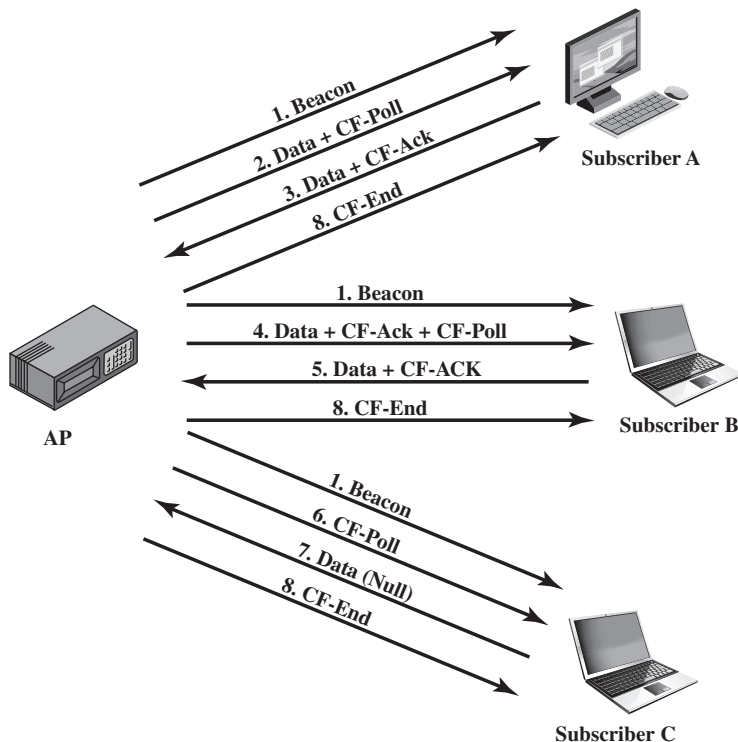 1. Beacon
2. Data + CF-Poll
3. Data + CF-Ack
8. CF-End
Subscriber A
1. Beacon
4. Data + CF-Ack + CF-Poll
5. Data + CF-ACK
8. CF-End
Subscriber B
AP
1. Beacon
6. CF-Poll
7. Data (Null)
8. CF-End
Subscriber C